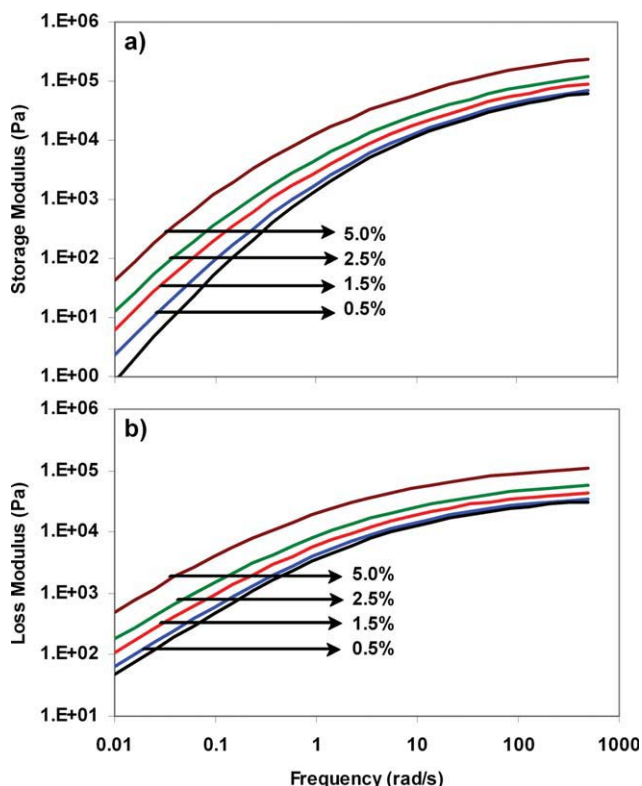 a)
Storage Modulus (Pa)
1.E+06
1.E+05
1.E+04
1.E+03
1.E+02
1.E+01
1.E+00
5.0%
2.5%
1.5%
0.5%
b)
Loss Modulus (Pa)
1.E+06
1.E+05
1.E+04
1.E+03
1.E+02
1.E+01
5.0%
2.5%
1.5%
0.5%
0.01 0.1 1 10 100 1000
Frequency (rad/s)